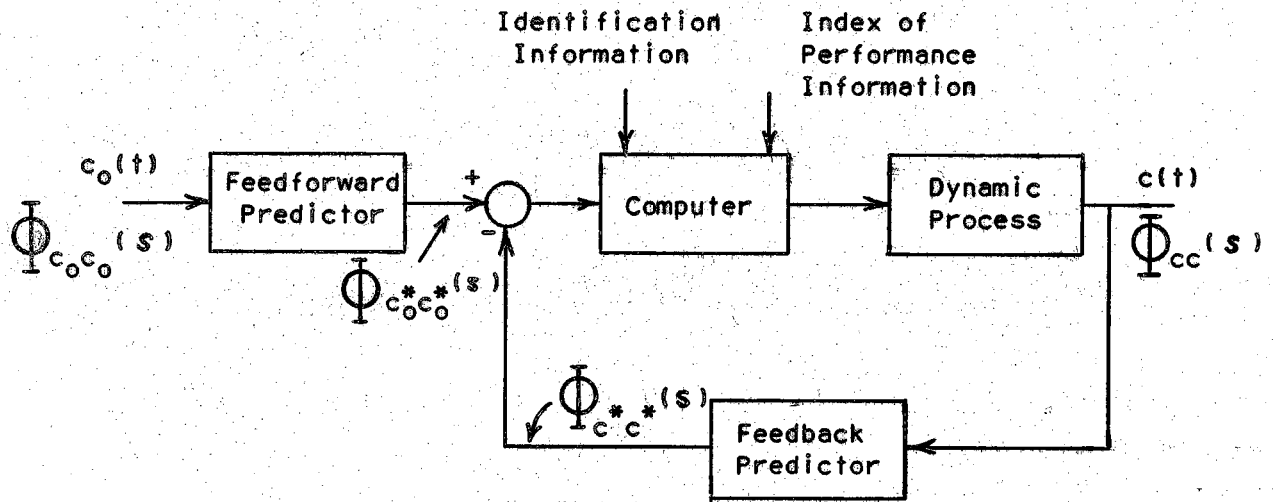 Identification
Information
Index of
Performance
Information
c₀(t)
Φc₀c₀(s)
Feedforward
Predictor
+
-
Φc₀*c₀*(s)
Computer
Dynamic
Process
c(t)
Φcc(s)
Φc*c*(s)
Feedback
Predictor